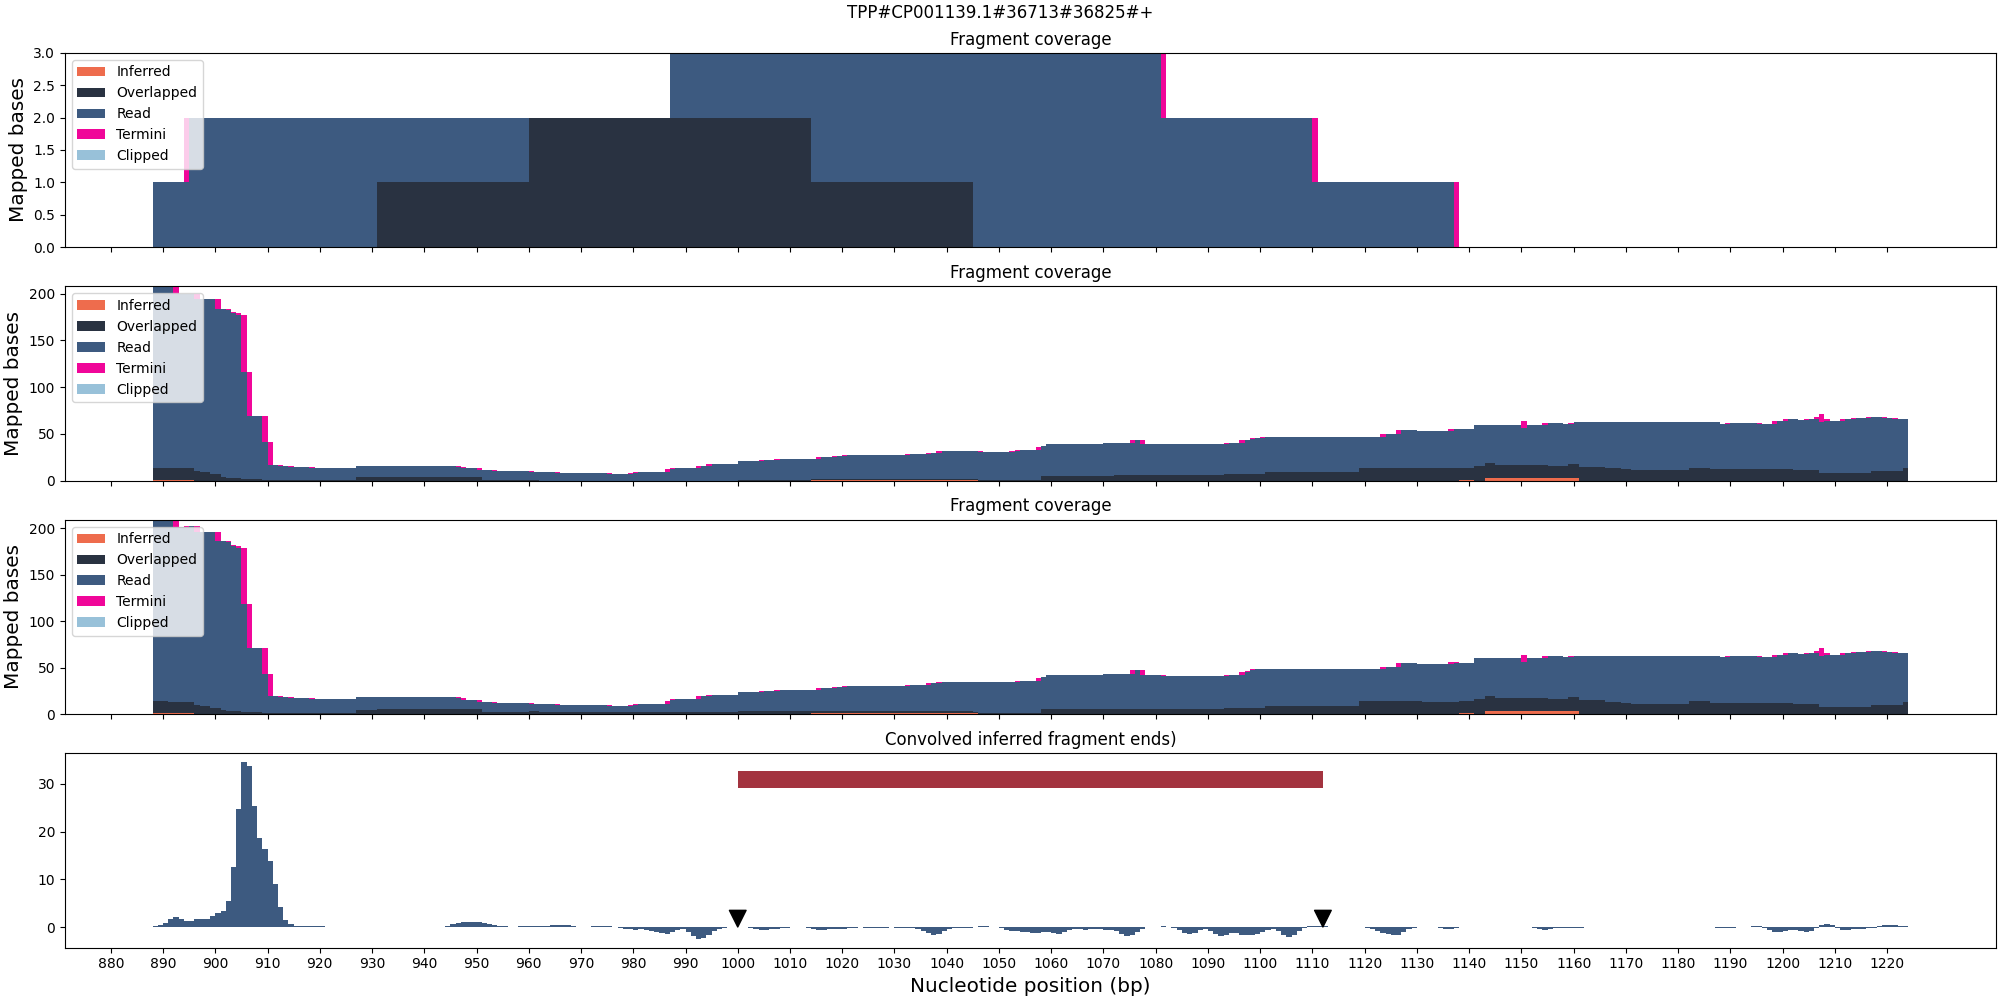 TPP#CP001139.1#36713#36825#+
Fragment coverage
Mapped bases
3.0
2.5
2.0
1.5
1.0
0.5
0.0
Inferred
Overlapped
Read
Termini
Clipped
Fragment coverage
Mapped bases
200
150
100
50
0
Inferred
Overlapped
Read
Termini
Clipped
Fragment coverage
Mapped bases
200
150
100
50
0
Inferred
Overlapped
Read
Termini
Clipped
Convolved inferred fragment ends)
30
20
10
0
880 890 900 910 920 930 940 950 960 970 980 990 1000 1010 1020 1030 1040 1050 1060 1070 1080 1090 1100 1110 1120 1130 1140 1150 1160 1170 1180 1190 1200 1210 1220
Nucleotide position (bp)